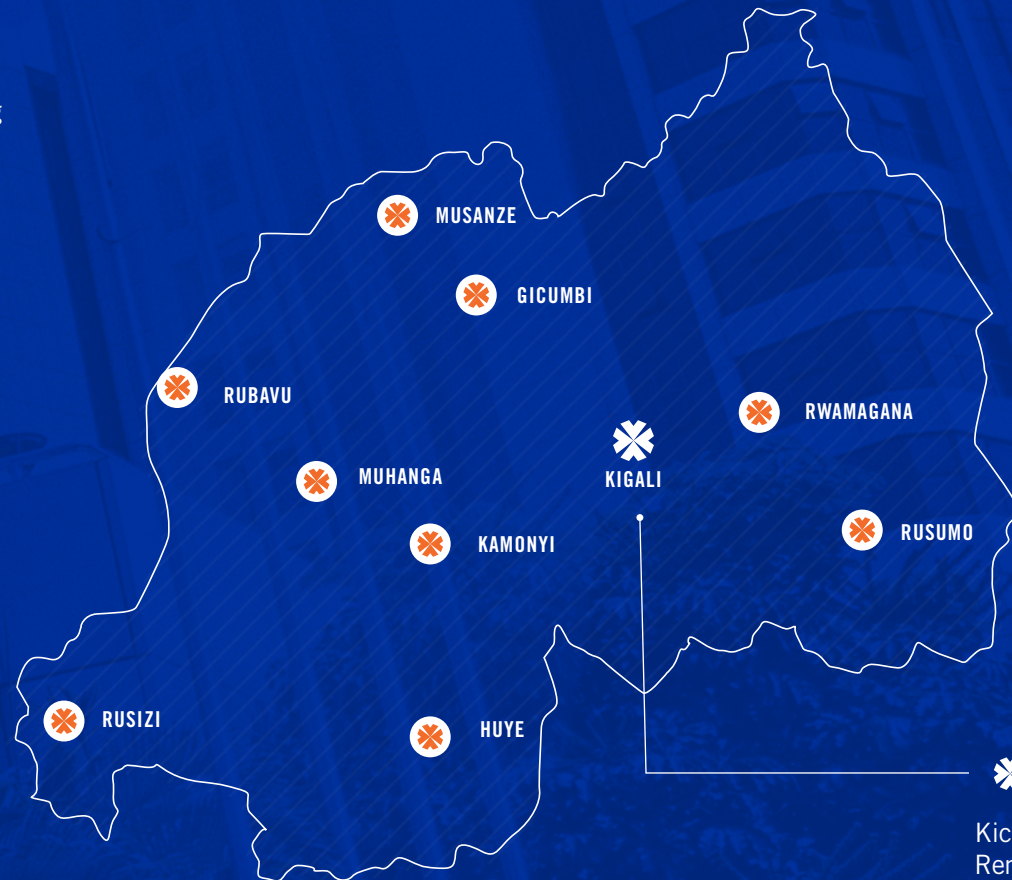 MUSANZE
GICUMBI
RUBAVU
RWAMAGANA
MUHANGA
KIGALI
RUSUMO
KAMONYI
RUSIZI
HUYE